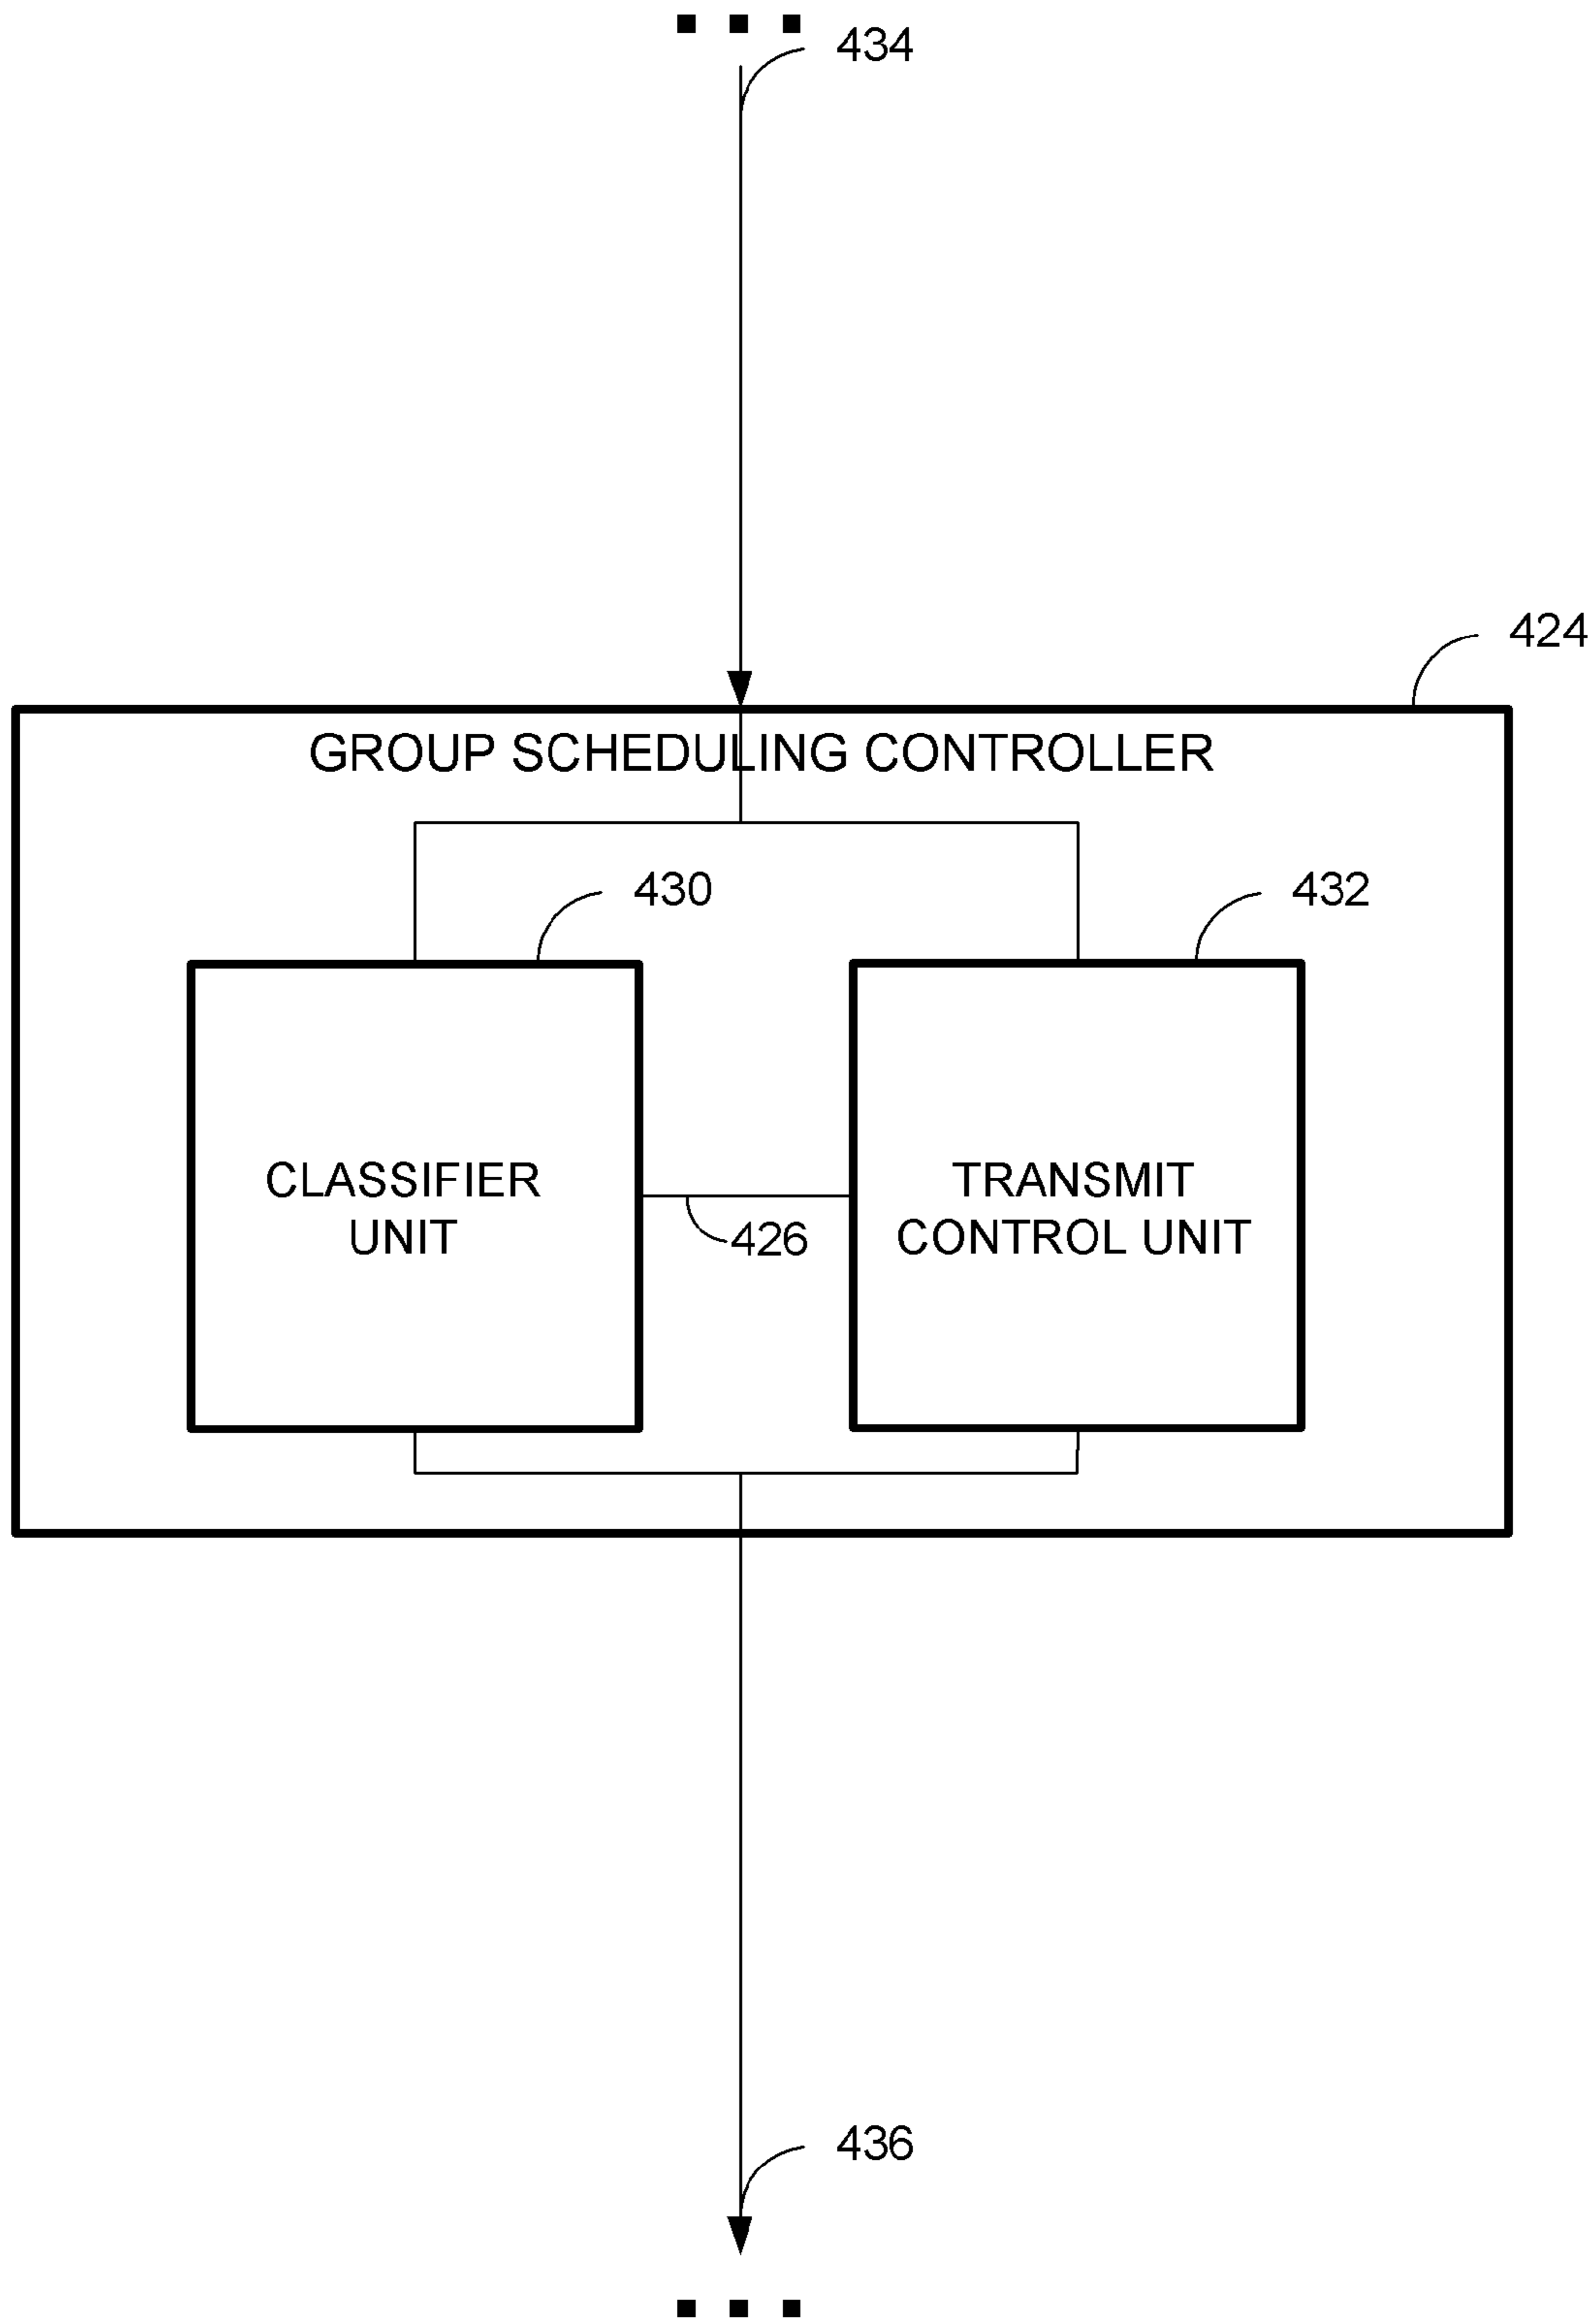 434
424
GROUP SCHEDULING CONTROLLER
430
432
CLASSIFIER
UNIT
426
TRANSMIT
CONTROL UNIT
436